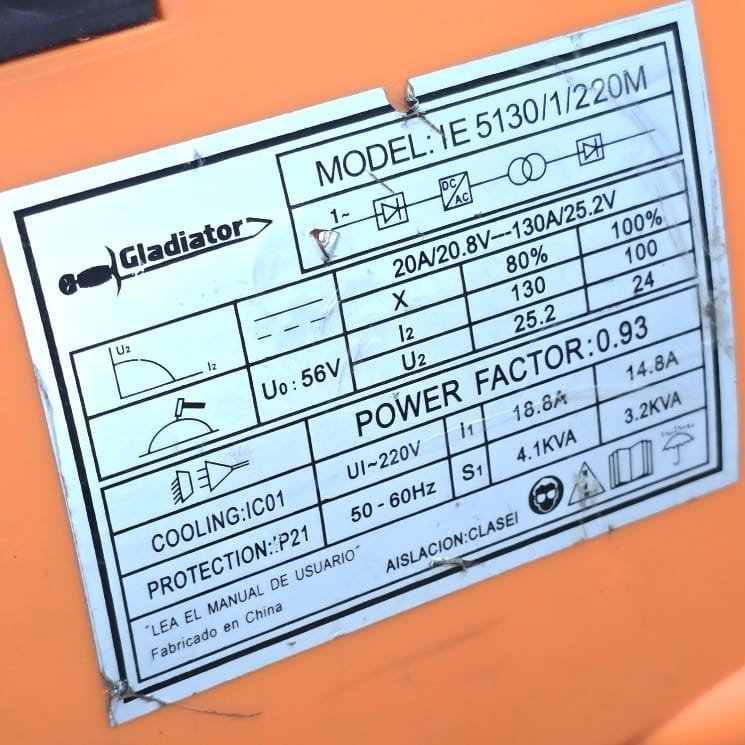 MODEL: IE 5130/1/220M
1~
DC
AC
Gladiator
20A/20.8V---130A/25.2V
X 80% 100%
I2 130 100
U2 25.2 24
U2
I2
U0 : 56V
POWER FACTOR:0.93
UI~220V I1 18.8A 14.8A
50 - 60Hz S1 4.1KVA 3.2KVA
COOLING:IC01
PROTECTION:IP21
AISLACION:CLASEI
"LEA EL MANUAL DE USUARIO"
Fabricado en China